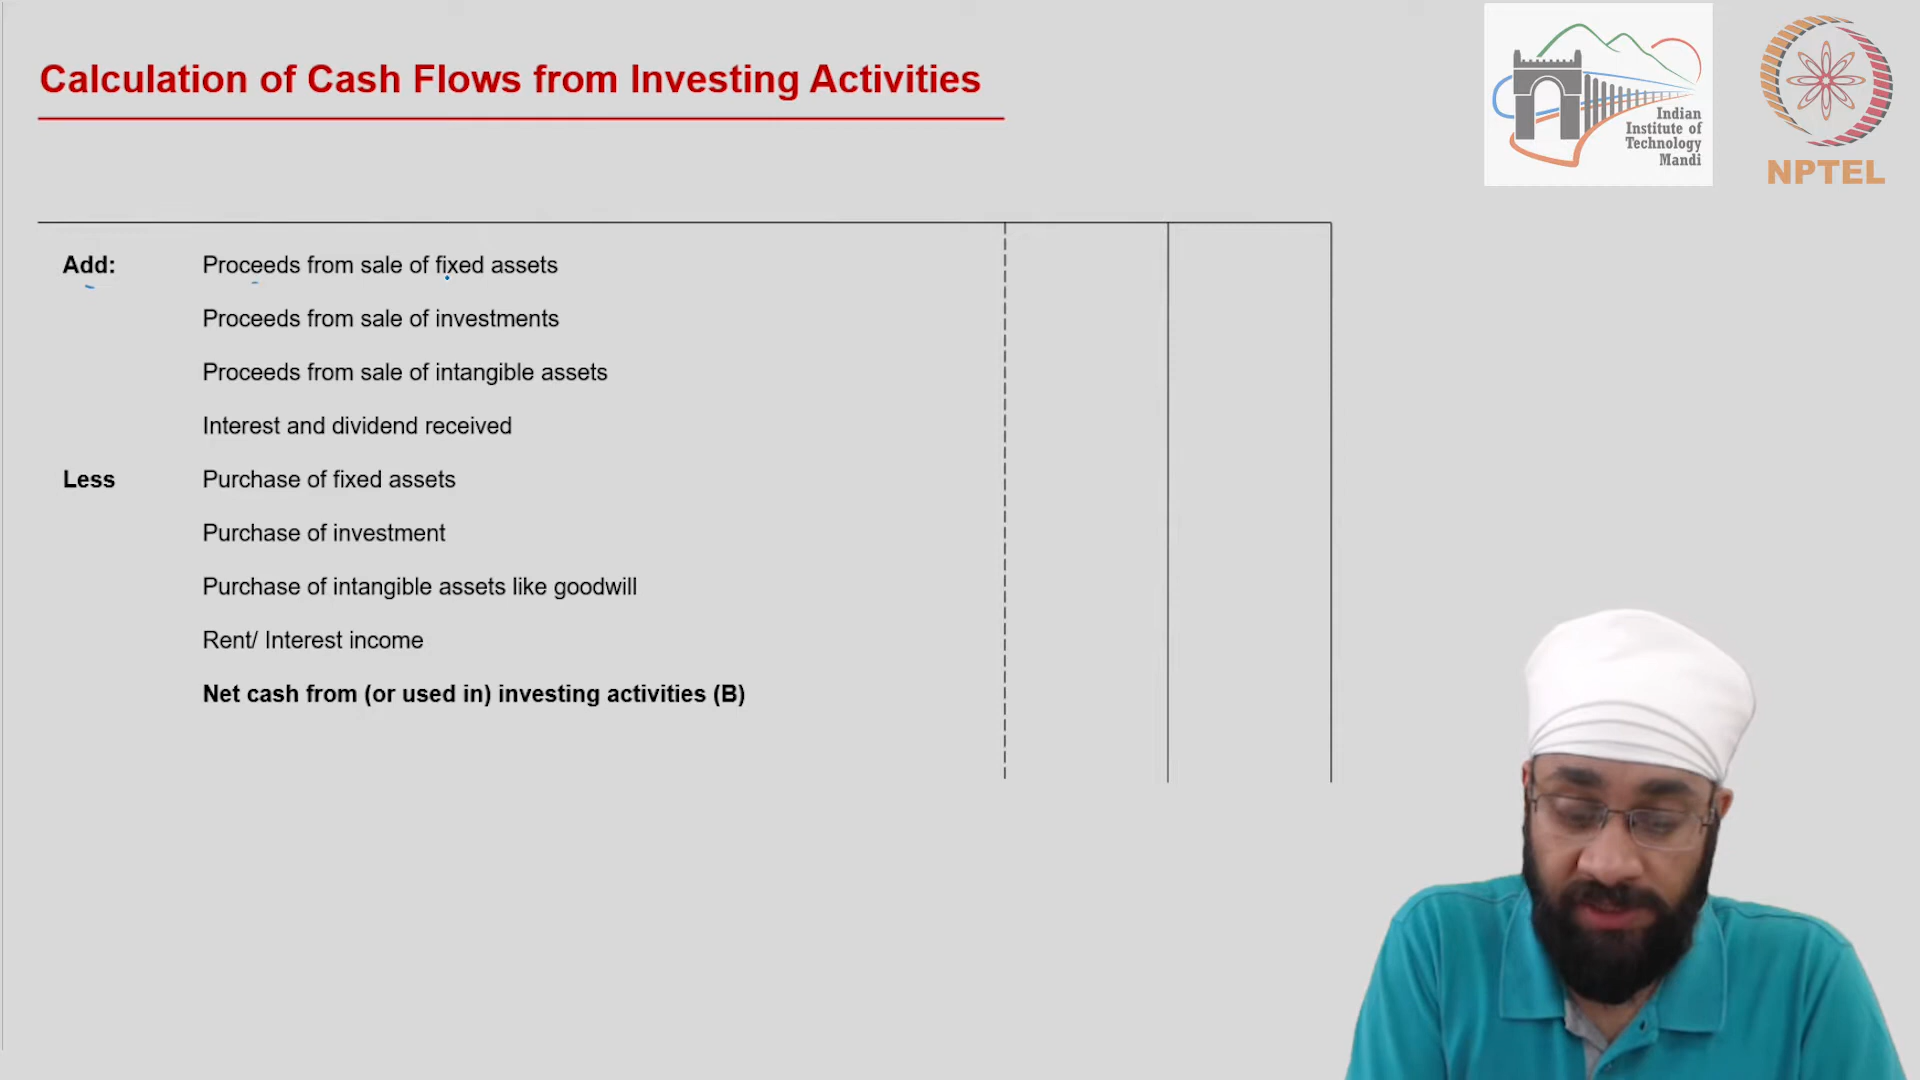 Calculation of Cash Flows from Investing Activities
Indian
Institute of
Technology
Mandi
NPTEL
Add: Proceeds from sale of fixed assets
Proceeds from sale of investments
Proceeds from sale of intangible assets
Interest and dividend received
Less Purchase of fixed assets
Purchase of investment
Purchase of intangible assets like goodwill
Rent/ Interest income
Net cash from (or used in) investing activities (B)